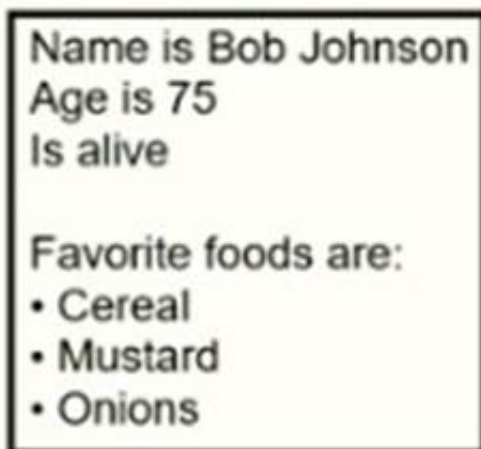 Name is Bob Johnson
Age is 75
Is alive
Favorite foods are:
• Cereal
• Mustard
• Onions